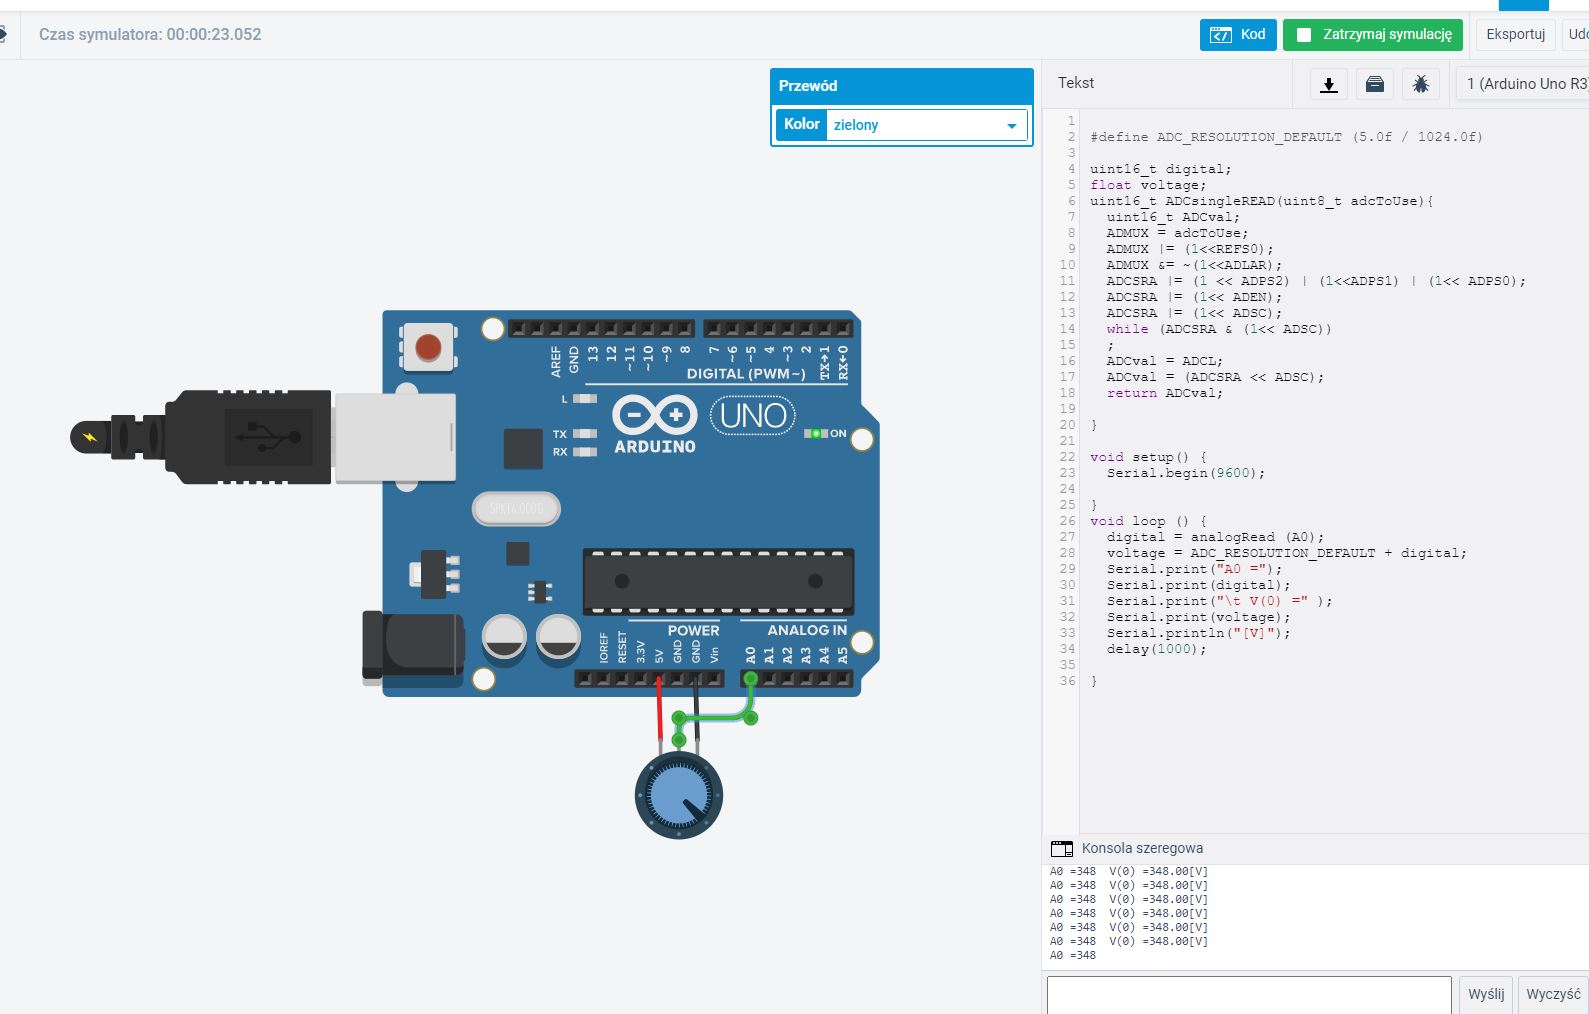 Czas symulatora: 00:00:23.052
Kod
Zatrzymaj symulację
Eksportuj
Przewód
Kolor
zielony
Tekst
1 (Arduino Uno R3
1
2 #define ADC_RESOLUTION_DEFAULT (5.0f / 1024.0f)
3
4 uint16_t digital;
5 float voltage;
6 uint16_t ADCsingleREAD(uint8_t adcToUse){
7 uint16_t ADCval;
8 ADMUX = adcToUse;
9 ADMUX |= (1<<REFS0);
10 ADMUX &= ~(1<<ADLAR);
11 ADCSRA |= (1 << ADPS2) | (1<<ADPS1) | (1<< ADPS0);
12 ADCSRA |= (1<< ADEN);
13 ADCSRA |= (1<< ADSC);
14 while (ADCSRA & (1<< ADSC))
15 ;
16 ADCval = ADCL;
17 ADCval = (ADCSRA << ADSC);
18 return ADCval;
19
20 }
21
22 void setup() {
23 Serial.begin(9600);
24
25 }
26 void loop () {
27 digital = analogRead (A0);
28 voltage = ADC_RESOLUTION_DEFAULT + digital;
29 Serial.print("A0 =");
30 Serial.print(digital);
31 Serial.print("\t V(0) =" );
32 Serial.print(voltage);
33 Serial.println("[V]");
34 delay(1000);
35
36 }
AREF
GND
13
12
~11
~10
~9
8
7
~6
~5
4
~3
2
TX→1
RX←0
DIGITAL (PWM~)
L
TX
RX
ARDUINO
UNO
ON
SPK16.000G
POWER
ANALOG IN
IOREF
RESET
3.3V
5V
GND
GND
Vin
A0
A1
A2
A3
A4
A5
Konsola szeregowa
A0 =348 V(0) =348.00[V]
A0 =348 V(0) =348.00[V]
A0 =348 V(0) =348.00[V]
A0 =348 V(0) =348.00[V]
A0 =348 V(0) =348.00[V]
A0 =348 V(0) =348.00[V]
A0 =348
Wyślij
Wyczyść